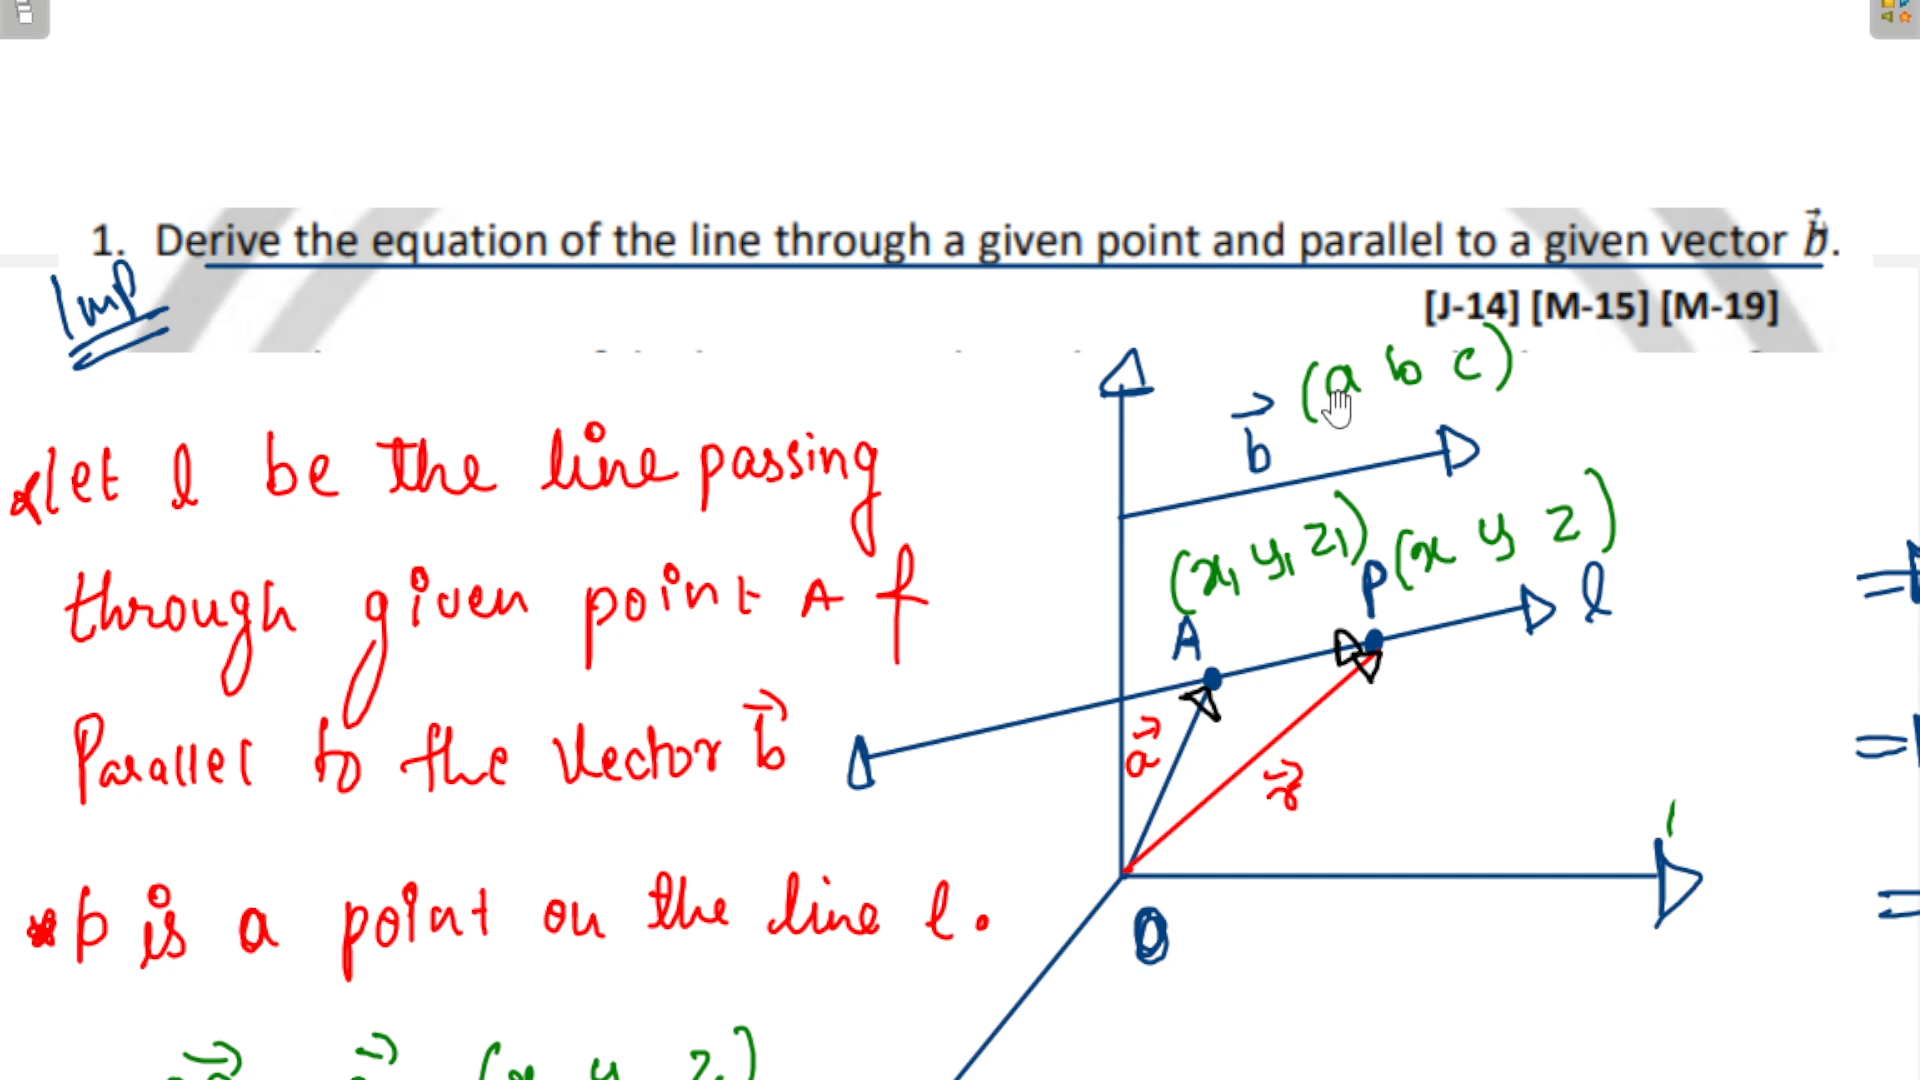 1. Derive the equation of the line through a given point and parallel to a given vector b⃗.
[J-14] [M-15] [M-19]
Imp
let l be the line passing
through given point A &
Parallel to the vector b⃗
p is a point on the line l.
(a b c)
b⃗
(x₁ y₁ z₁)
P(x y z)
l
A
a⃗
r⃗
O
(x y z)